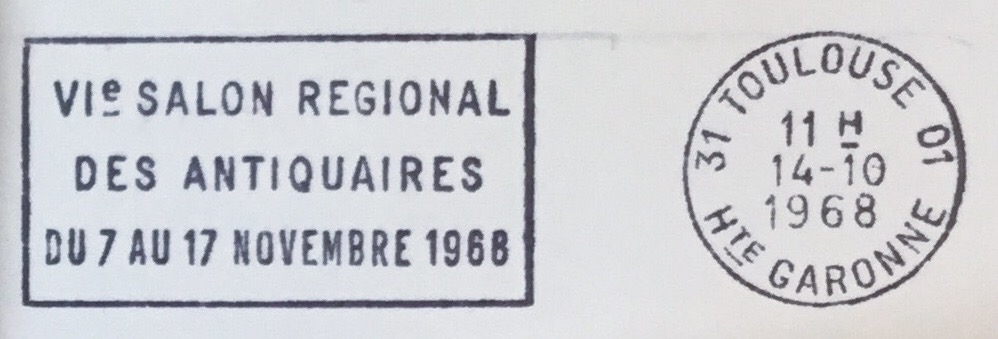 VIe SALON REGIONAL
DES ANTIQUAIRES
DU 7 AU 17 NOVEMBRE 1968
31 TOULOUSE 01
11 H
14-10
1968
HTE GARONNE